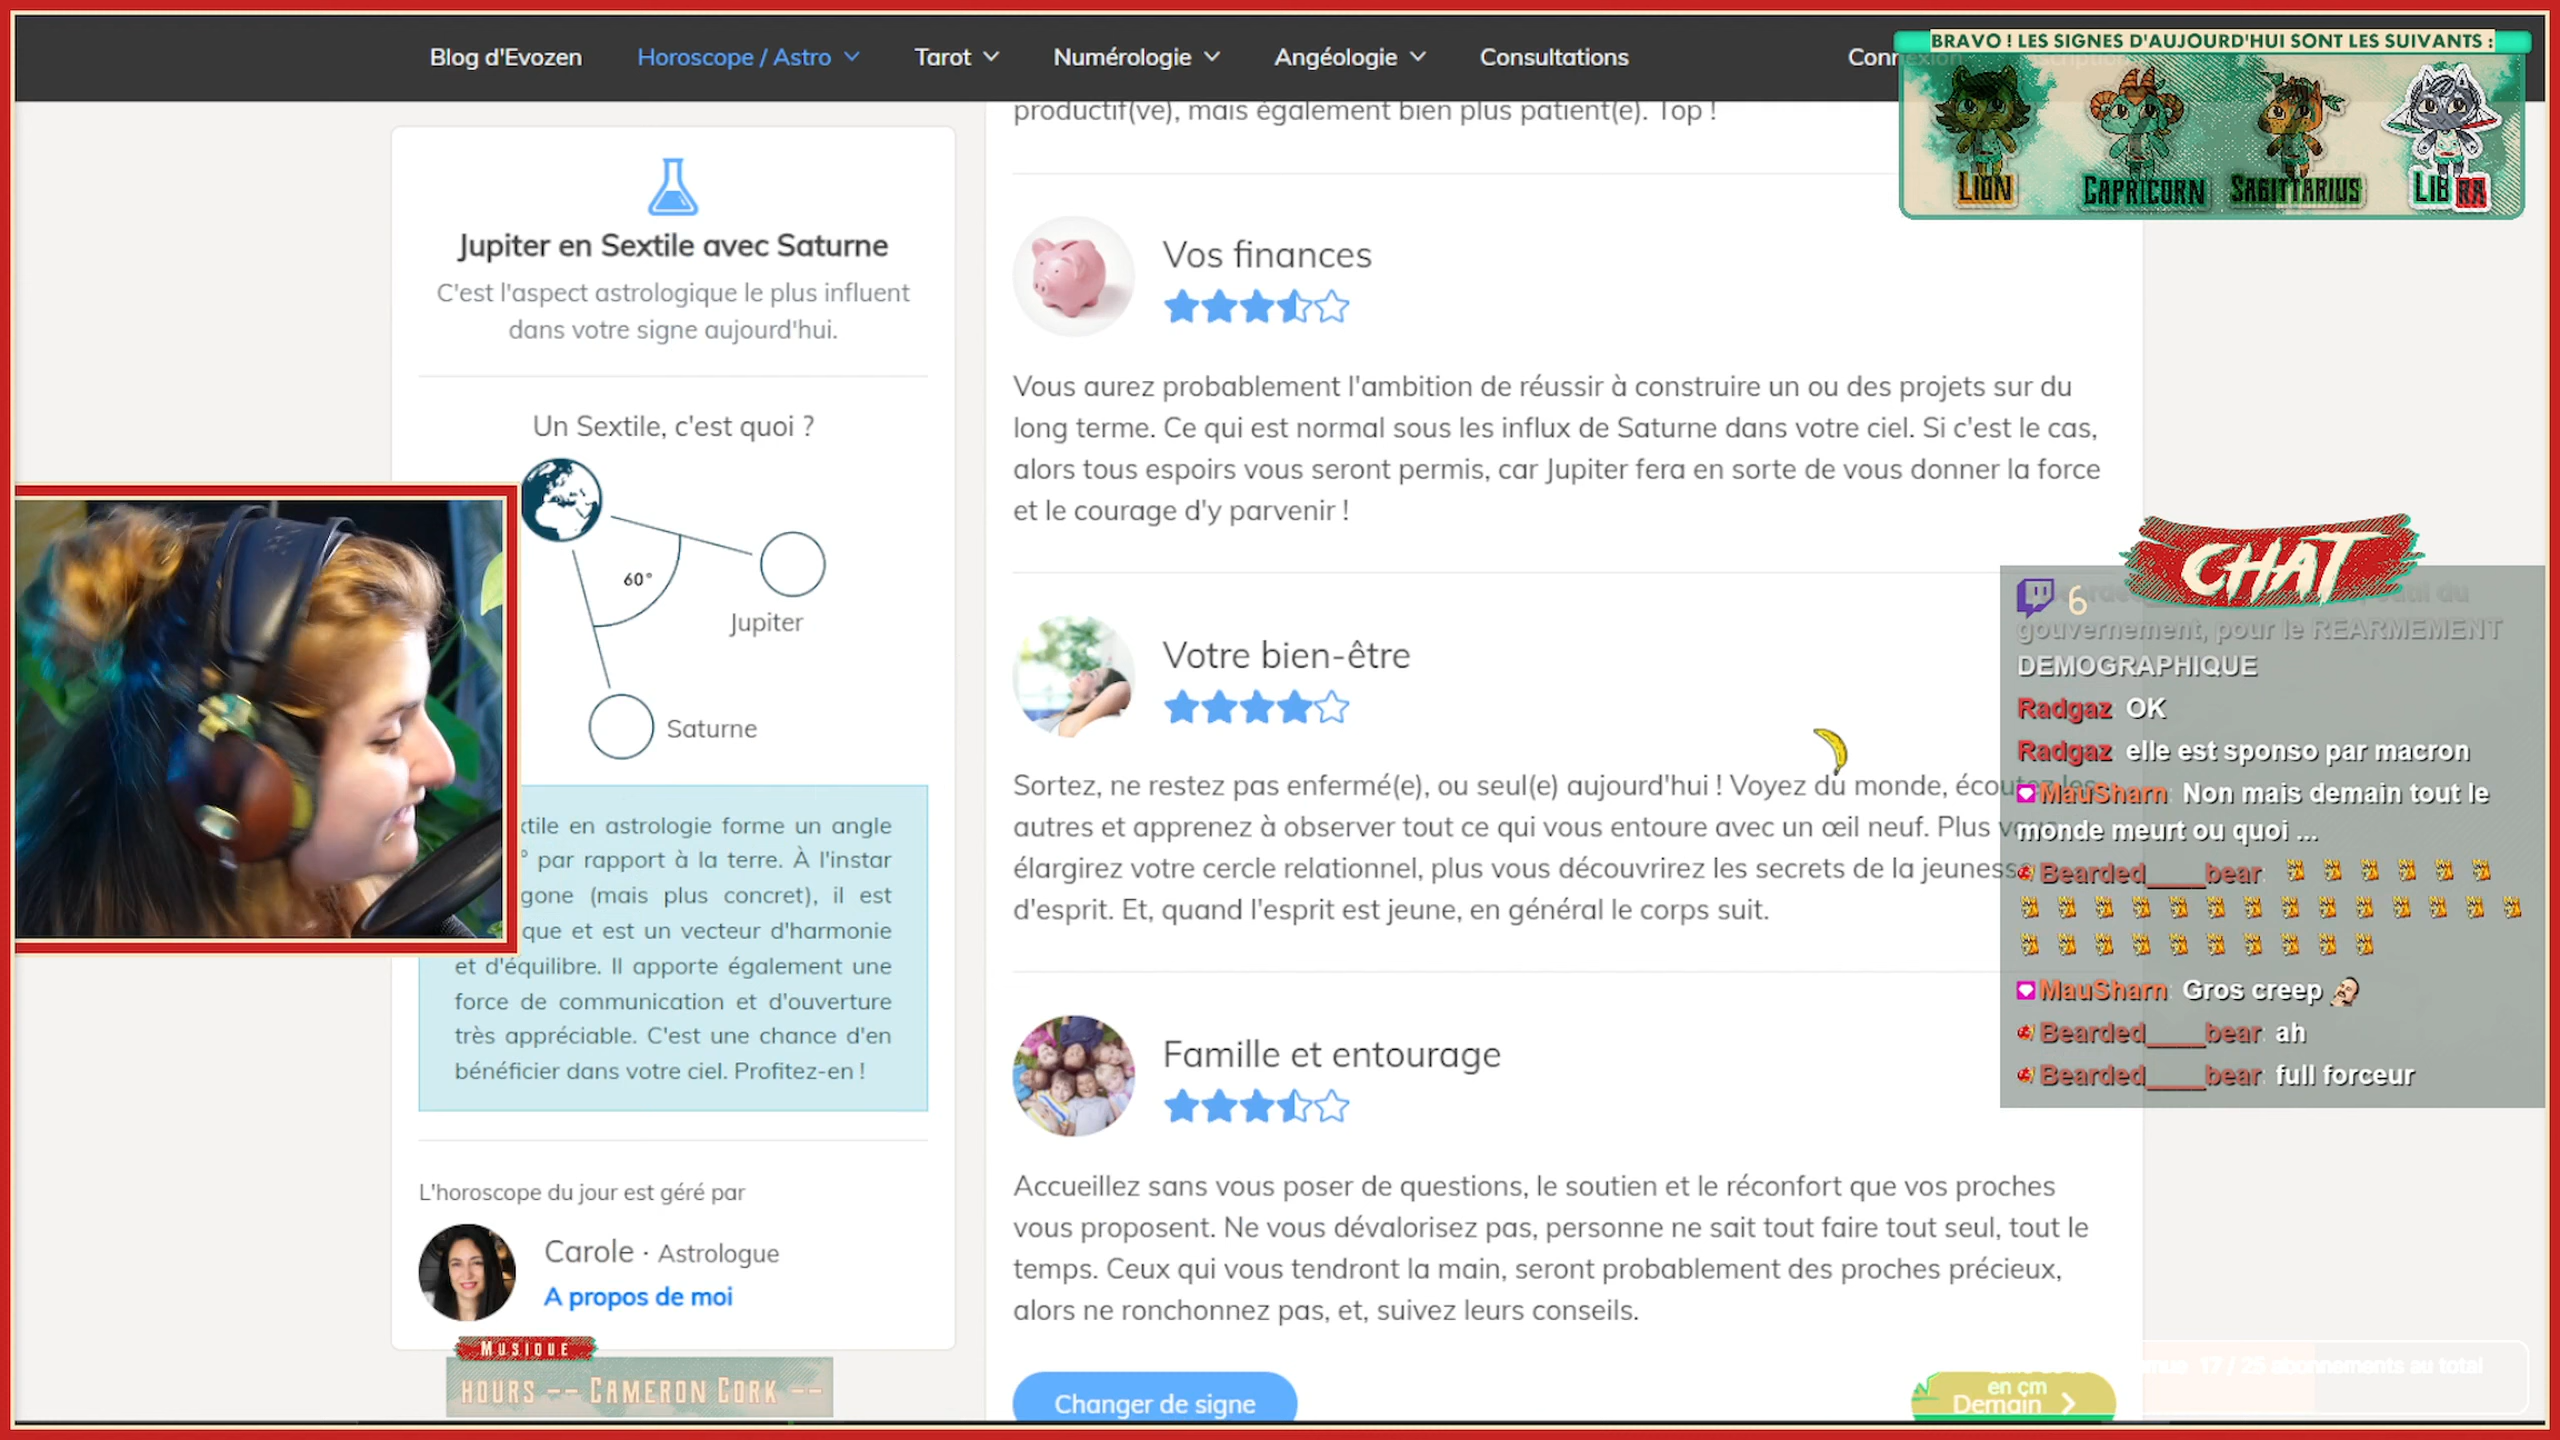 Blog d'Evozen
Horoscope / Astro
Tarot
Numérologie
Angéologie
Consultations
Connexion
BRAVO ! LES SIGNES D'AUJOURD'HUI SONT LES SUIVANTS :
LION
CAPRICORN
SAGITTARIUS
LIBRA
Jupiter en Sextile avec Saturne
C'est l'aspect astrologique le plus influent
dans votre signe aujourd'hui.
Un Sextile, c'est quoi ?
60°
Jupiter
Saturne
par rapport à la terre. À l'instar
en astrologie forme un angle
(mais plus concret), il est
que et est un vecteur d'harmonie
et d'équilibre. Il apporte également une
force de communication et d'ouverture
très appréciable. C'est une chance d'en
bénéficier dans votre ciel. Profitez-en !
L'horoscope du jour est géré par
Carole · Astrologue
A propos de moi
MUSIQUE
HOURS -- CAMERON CORK --
productif(ve), mais également bien plus patient(e). Top !
Vos finances
Vous aurez probablement l'ambition de réussir à construire un ou des projets sur du
long terme. Ce qui est normal sous les influx de Saturne dans votre ciel. Si c'est le cas,
alors tous espoirs vous seront permis, car Jupiter fera en sorte de vous donner la force
et le courage d'y parvenir !
Votre bien-être
Sortez, ne restez pas enfermé(e), ou seul(e) aujourd'hui ! Voyez du monde, écoutez les
autres et apprenez à observer tout ce qui vous entoure avec un œil neuf. Plus vous
élargirez votre cercle relationnel, plus vous découvrirez les secrets de la jeunesse
d'esprit. Et, quand l'esprit est jeune, en général le corps suit.
Famille et entourage
Accueillez sans vous poser de questions, le soutien et le réconfort que vos proches
vous proposent. Ne vous dévalorisez pas, personne ne sait tout faire tout seul, tout le
temps. Ceux qui vous tendront la main, seront probablement des proches précieux,
alors ne ronchonnez pas, et, suivez leurs conseils.
Changer de signe
en cm
Demain
17 / 25 abonnements au total
CHAT
6
gouvernement, pour le REARMEMENT
DEMOGRAPHIQUE
Radgaz: OK
Radgaz: elle est sponso par macron
MauSharn: Non mais demain tout le
monde meurt ou quoi ...
Bearded____bear:
MauSharn: Gros creep
Bearded____bear: ah
Bearded____bear: full forceur